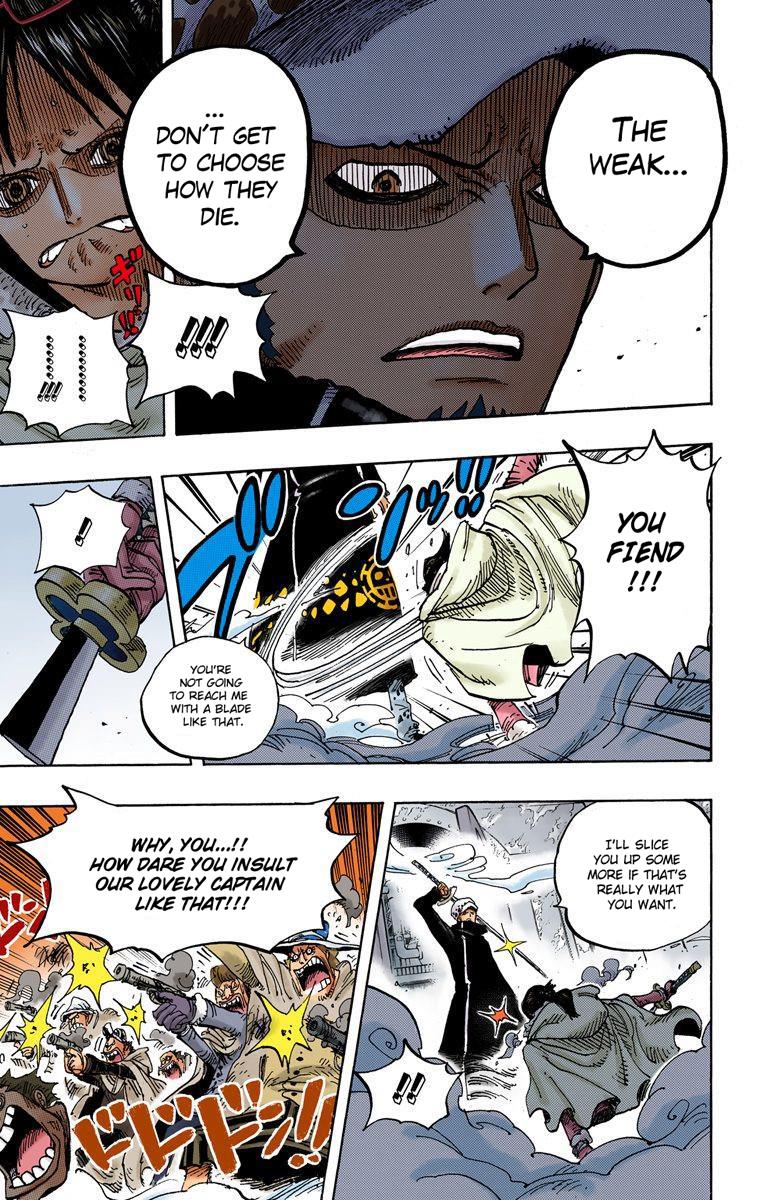 THE
WEAK...
...
DON'T GET
TO CHOOSE
HOW THEY
DIE.
!!!
ギリ!!
......... .........!!!
YOU
FIEND
!!!
!!
YOU'RE
NOT GOING
TO REACH ME
WITH A BLADE
LIKE THAT.
I'LL SLICE
YOU UP SOME
MORE IF THAT'S
REALLY WHAT
YOU WANT.
!!
WHY, YOU...!!
HOW DARE YOU INSULT
OUR LOVELY CAPTAIN
LIKE THAT!!!
ドドドドン!!